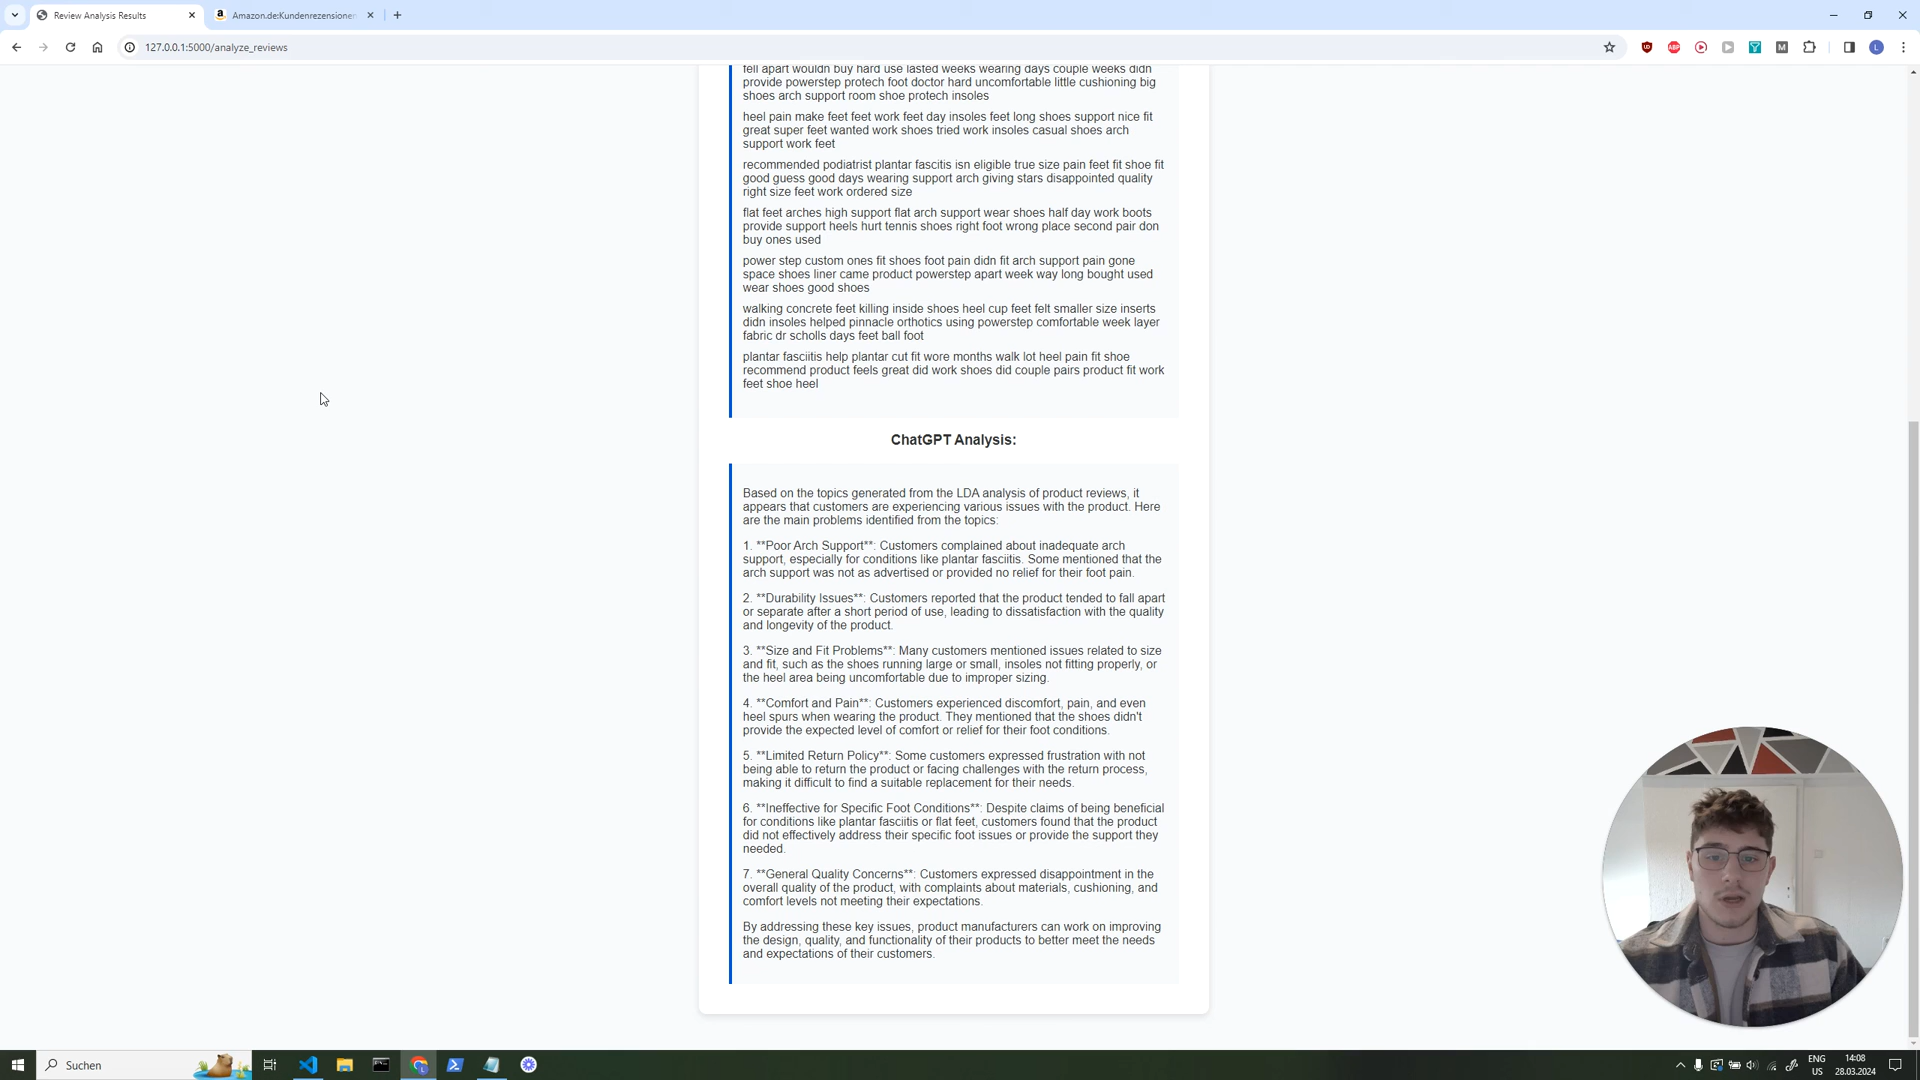 Review Analysis Results
Amazon.de:Kundenrezensionen
127.0.0.1:5000/analyze_reviews
fell apart wouldn buy hard use lasted weeks wearing days couple weeks didn
provide powerstep protech foot doctor hard uncomfortable little cushioning big
shoes arch support room shoe protech insoles
heel pain make feet feet work feet day insoles feet long shoes support nice fit
great super feet wanted work shoes tried work insoles casual shoes arch
support work feet
recommended podiatrist plantar fascitis isn eligible true size pain feet fit shoe fit
good guess good days wearing support arch giving stars disappointed quality
right size feet work ordered size
flat feet arches high support flat arch support wear shoes half day work boots
provide support heels hurt tennis shoes right foot wrong place second pair don
buy ones used
power step custom ones fit shoes foot pain didn fit arch support pain gone
space shoes liner came product powerstep apart week way long bought used
wear shoes good shoes
walking concrete feet killing inside shoes heel cup feet felt smaller size inserts
didn insoles helped pinnacle orthotics using powerstep comfortable week layer
fabric dr scholls days feet ball foot
plantar fasciitis help plantar cut fit wore months walk lot heel pain fit shoe
recommend product feels great did work shoes did couple pairs product fit work
feet shoe heel
ChatGPT Analysis:
Based on the topics generated from the LDA analysis of product reviews, it
appears that customers are experiencing various issues with the product. Here
are the main problems identified from the topics:
1. **Poor Arch Support**: Customers complained about inadequate arch
support, especially for conditions like plantar fasciitis. Some mentioned that the
arch support was not as advertised or provided no relief for their foot pain.
2. **Durability Issues**: Customers reported that the product tended to fall apart
or separate after a short period of use, leading to dissatisfaction with the quality
and longevity of the product.
3. **Size and Fit Problems**: Many customers mentioned issues related to size
and fit, such as the shoes running large or small, insoles not fitting properly, or
the heel area being uncomfortable due to improper sizing.
4. **Comfort and Pain**: Customers experienced discomfort, pain, and even
heel spurs when wearing the product. They mentioned that the shoes didn't
provide the expected level of comfort or relief for their foot conditions.
5. **Limited Return Policy**: Some customers expressed frustration with not
being able to return the product or facing challenges with the return process,
making it difficult to find a suitable replacement for their needs.
6. **Ineffective for Specific Foot Conditions**: Despite claims of being beneficial
for conditions like plantar fasciitis or flat feet, customers found that the product
did not effectively address their specific foot issues or provide the support they
needed.
7. **General Quality Concerns**: Customers expressed disappointment in the
overall quality of the product, with complaints about materials, cushioning, and
comfort levels not meeting their expectations.
By addressing these key issues, product manufacturers can work on improving
the design, quality, and functionality of their products to better meet the needs
and expectations of their customers.
Suchen
ENG
US
14:08
28.03.2024